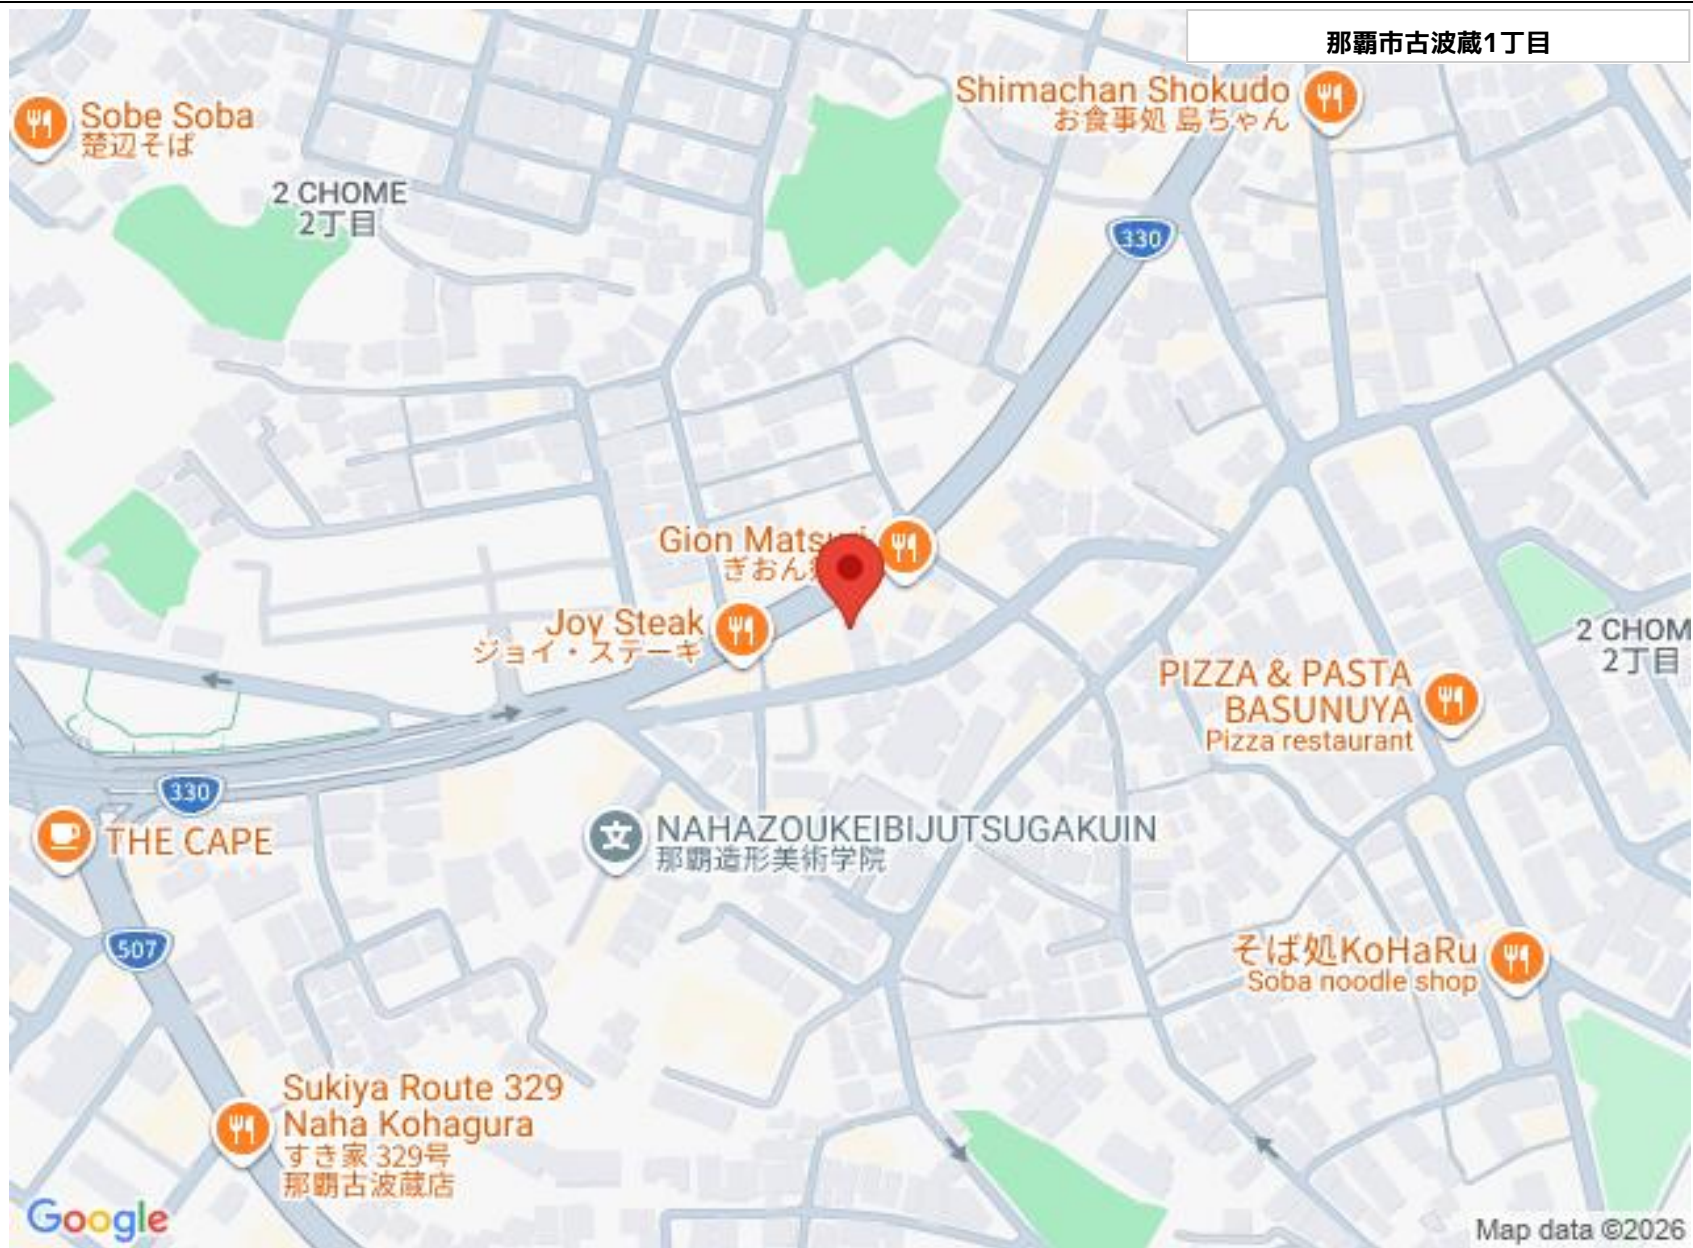 那覇市古波蔵1丁目
Shimachan Shokudo
お食事処 島ちゃん
Sobe Soba
楚辺そば
2 CHOME
2丁目
330
Gion Mats
ぎおん
Joy Steak
ジョイ・ステーキ
2 CHOM
2丁目
PIZZA & PASTA
BASUNUYA
Pizza restaurant
330
THE CAPE
NAHAZOUKEIBIJUTSUGAKUIN
那覇造形美術学院
507
そば処KoHaRu
Soba noodle shop
Sukiya Route 329
Naha Kohagura
すき家 329号
那覇古波蔵店
Google
Map data ©2026